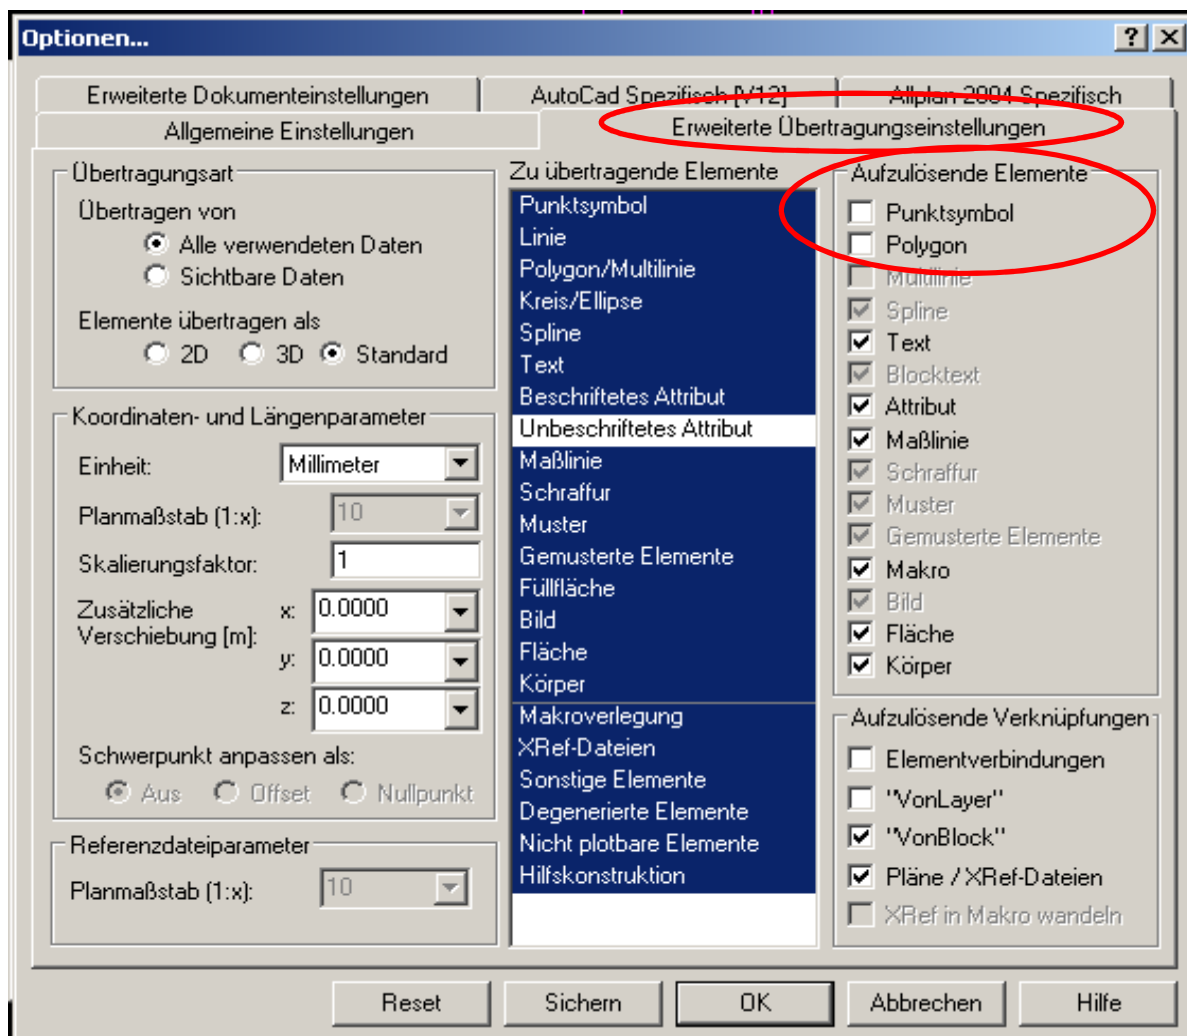 Optionen...
Erweiterte Dokumenteinstellungen
AutoCad Spezifisch [V12]
Allplan 2004 Spezifisch
Allgemeine Einstellungen
Erweiterte Übertragungseinstellungen
Übertragungsart
Übertragen von
Alle verwendeten Daten
Sichtbare Daten
Elemente übertragen als
2D 3D Standard
Koordinaten- und Längenparameter
Einheit: Millimeter
Planmaßstab (1:x): 10
Skalierungsfaktor: 1
Zusätzliche
Verschiebung [m]:
x: 0.0000
y: 0.0000
z: 0.0000
Schwerpunkt anpassen als:
Aus Offset Nullpunkt
Referenzdateiparameter
Planmaßstab (1:x): 10
Zu übertragende Elemente
Punktsymbol
Linie
Polygon/Multilinie
Kreis/Ellipse
Spline
Text
Beschriftetes Attribut
Unbeschriftetes Attribut
Maßlinie
Schraffur
Muster
Gemusterte Elemente
Füllfläche
Bild
Fläche
Körper
Makroverlegung
XRef-Dateien
Sonstige Elemente
Degenerierte Elemente
Nicht plotbare Elemente
Hilfskonstruktion
Aufzulösende Elemente
Punktsymbol
Polygon
Multilinie
Spline
Text
Blocktext
Attribut
Maßlinie
Schraffur
Muster
Gemusterte Elemente
Makro
Bild
Fläche
Körper
Aufzulösende Verknüpfungen
Elementverbindungen
"VonLayer"
"VonBlock"
Pläne / XRef-Dateien
XRef in Makro wandeln
Reset Sichern OK Abbrechen Hilfe